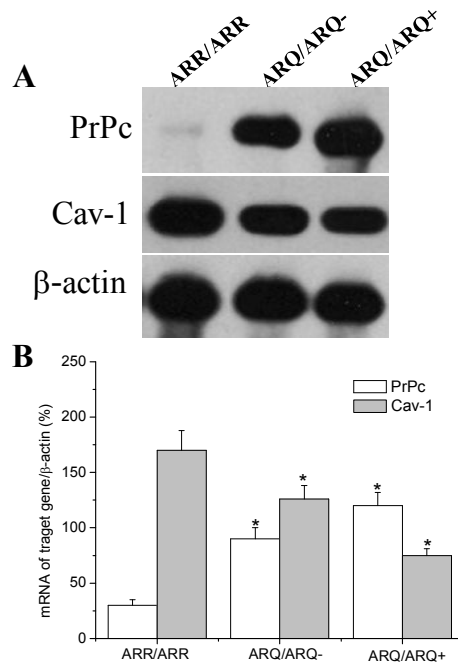 A
ARR/ARR
ARQ/ARQ-
ARQ/ARQ+
PrPc
Cav-1
β-actin
B
250
200
150
100
50
0
mRNA of traget gene/β-actin (%)
PrPc
Cav-1
*
*
*
*
ARR/ARR
ARQ/ARQ-
ARQ/ARQ+